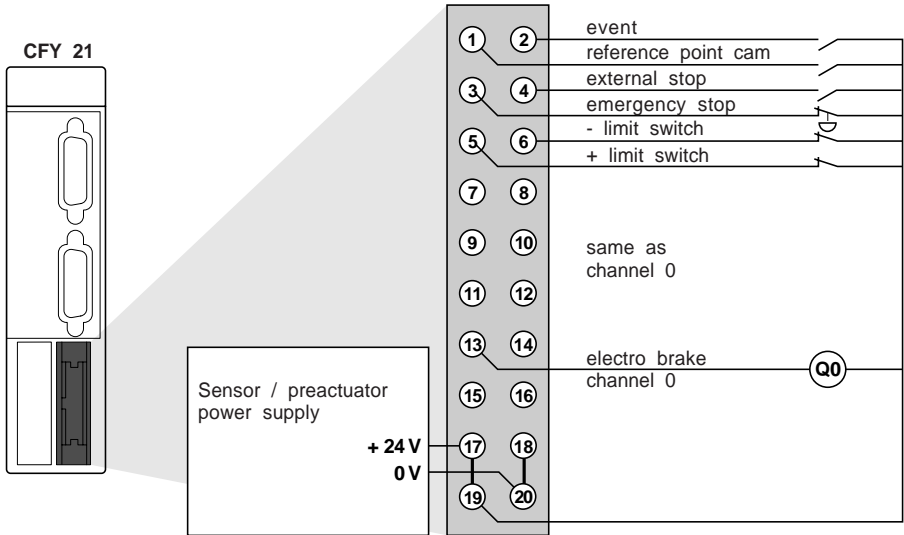 CFY 21
1 2 event
reference point cam
external stop
3 4 emergency stop
- limit switch
5 6 + limit switch
7 8
9 10 same as
channel 0
11 12
13 14 electro brake
channel 0
Q0
Sensor / preactuator
power supply
15 16
+ 24 V 17 18
0 V
19 20